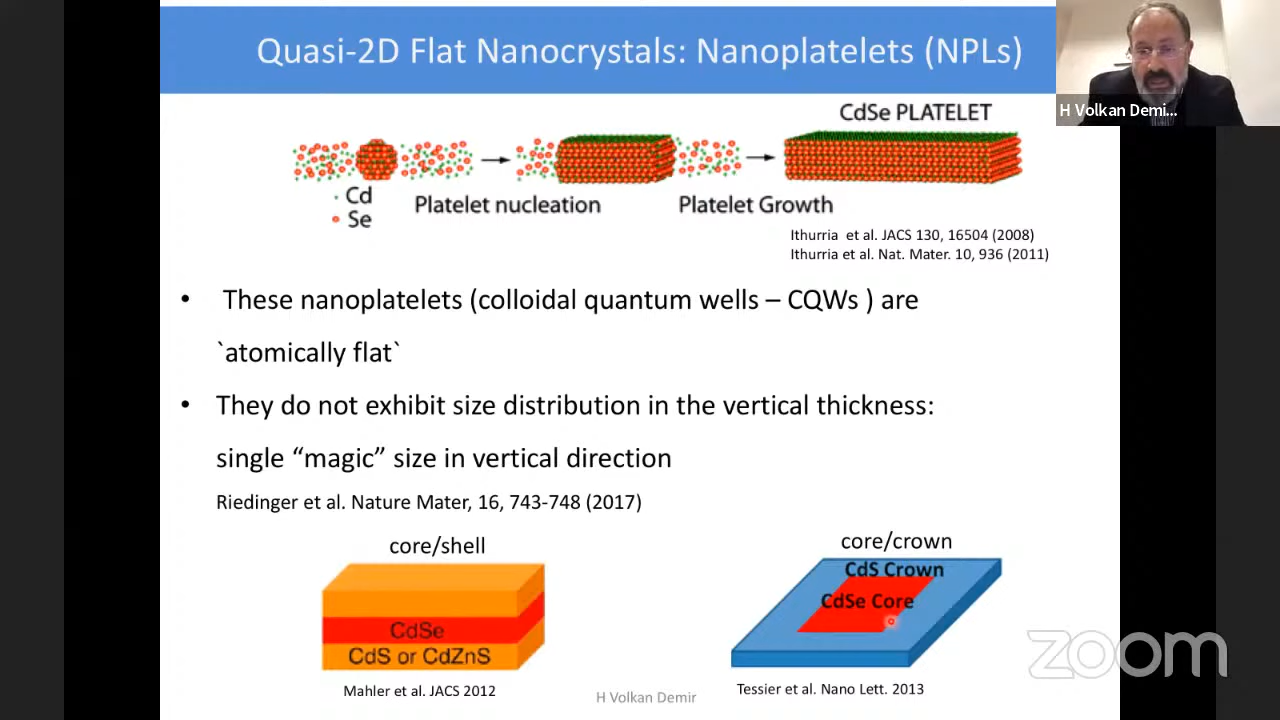 Quasi-2D Flat Nanocrystals: Nanoplatelets (NPLs)
H Volkan Demi...
CdSe PLATELET
Cd
Se
Platelet nucleation
Platelet Growth
Ithurria et al. JACS 130, 16504 (2008)
Ithurria et al. Nat. Mater. 10, 936 (2011)
• These nanoplatelets (colloidal quantum wells – CQWs ) are
`atomically flat`
• They do not exhibit size distribution in the vertical thickness:
single “magic” size in vertical direction
Riedinger et al. Nature Mater, 16, 743-748 (2017)
core/shell
CdSe
CdS or CdZnS
Mahler et al. JACS 2012
core/crown
CdS Crown
CdSe Core
Tessier et al. Nano Lett. 2013
H Volkan Demir
zoom